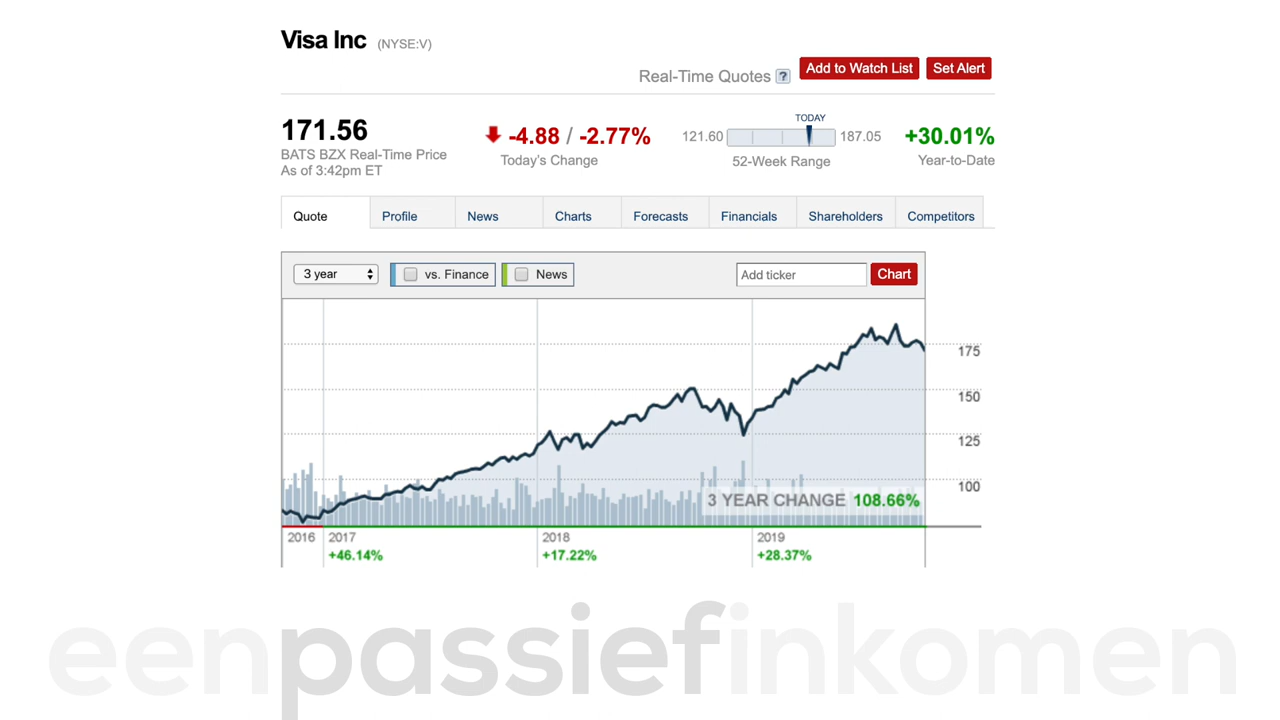 Visa Inc (NYSE:V)
Real-Time Quotes ? Add to Watch List Set Alert
171.56
BATS BZX Real-Time Price
As of 3:42pm ET
-4.88 / -2.77%
Today's Change
TODAY
121.60 187.05
52-Week Range
+30.01%
Year-to-Date
Quote Profile News Charts Forecasts Financials Shareholders Competitors
3 year vs. Finance News Add ticker Chart
175
150
125
100
3 YEAR CHANGE 108.66%
2016 2017 2018 2019
+46.14% +17.22% +28.37%
eenpassiefinkomen